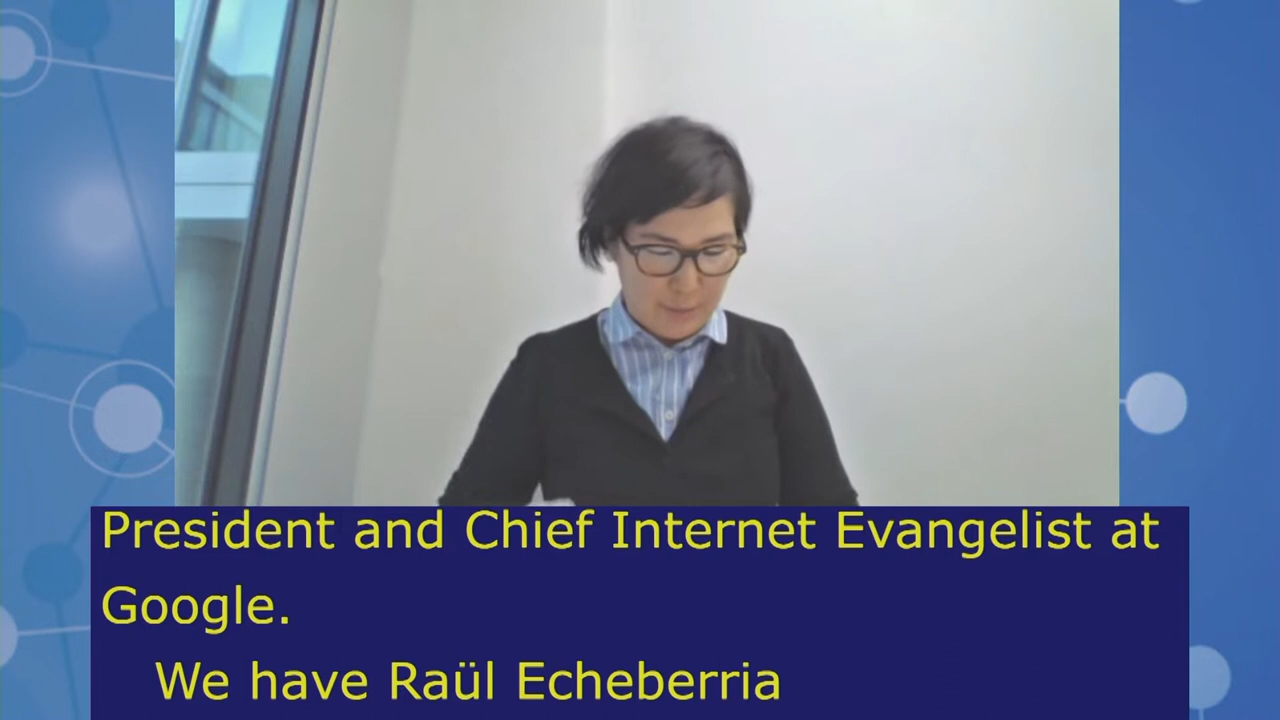 President and Chief Internet Evangelist at
Google.
We have Raül Echeberria